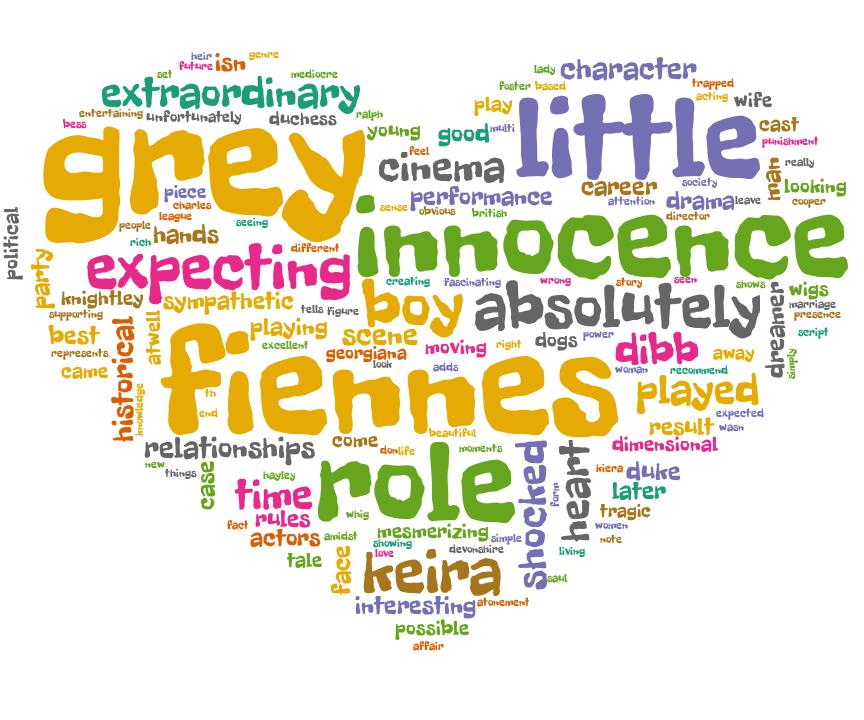 heir genre
future isn
set mediocre
extraordinary
lady character
foster based trapped
acting
entertaining unfortunately duchess ralph
play wife
bess
grey
young good multi
little
cast
punishment
feel
cinema
man really
piece
charles
league
performance
career society
attention drama leave
looking
cooper
sense obvious british
director
political
people seeing
rich hands
different
innocence
party
expecting
creating fascinating wrong story seen shows
knightley sympathetic tells figure
boy absolutely
dreamer wigs
marriage
presence
supporting
best
represents
came
historical
atwell
playing scene
excellent georgiana
look
moving right
dogs power
dibb
woman away
script
simply
adds
recommend
knowledge
fiennes
th
end
played
expected
result wasn
beautiful
relationships come
don life
moments
dimensional
new
things
case
hayley
role
shocked
form
heart
kiera duke
later
time
rules
whig
tragic
women
fact
actors amidst
mesmerizing simple
note
showing
love devonshire
living
tale
face
keira
saul
interesting atonement
possible
affair